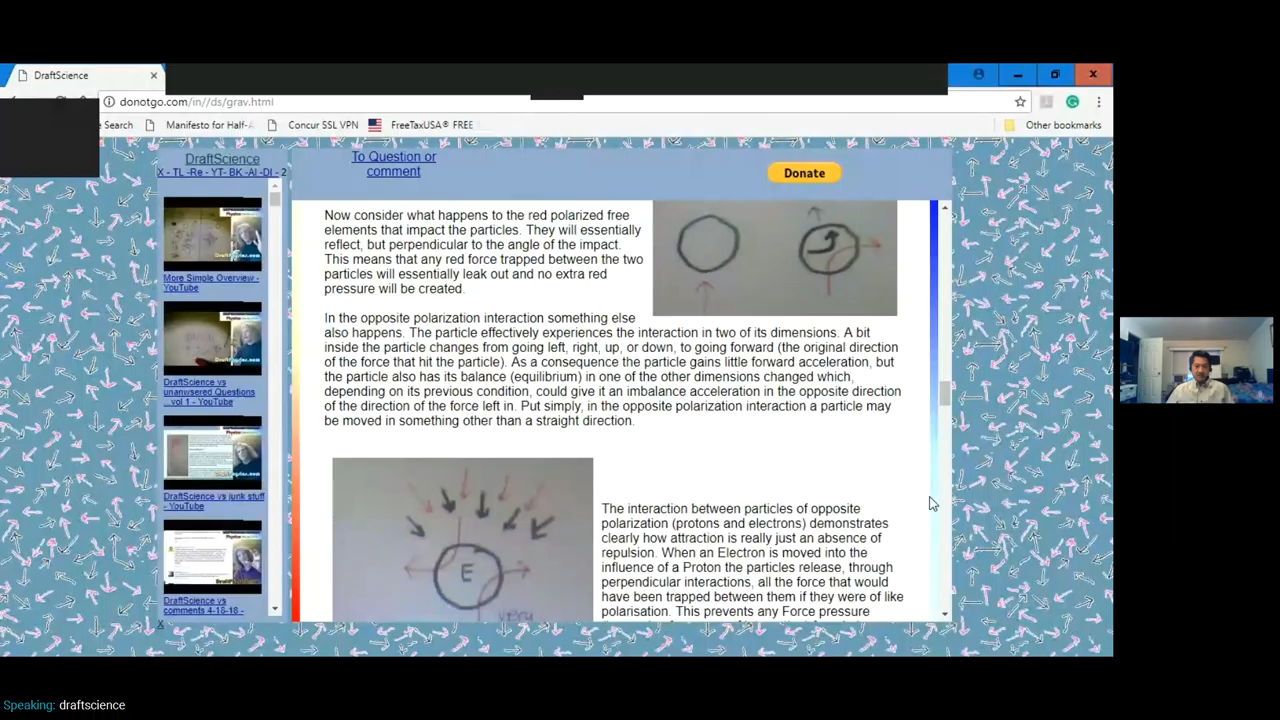 DraftScience
donotgo.com/in//ds/grav.html
Search
Manifesto for Half-A
Concur SSL VPN
FreeTaxUSA® FREE
Other bookmarks
DraftScience
X - TL -Re - YT- BK -AI -DI - 2
To Question or
comment
Donate
More Simple Overview -
YouTube
DraftScience vs
unanwsered Questions
...vol 1 - YouTube
DraftScience vs junk stuff
- YouTube
DraftScience vs
comments 4-18-16 -
X
Now consider what happens to the red polarized free
elements that impact the particles. They will essentially
reflect, but perpendicular to the angle of the impact.
This means that any red force trapped between the two
particles will essentially leak out and no extra red
pressure will be created.
In the opposite polarization interaction something else
also happens. The particle effectively experiences the interaction in two of its dimensions. A bit
inside the particle changes from going left, right, up, or down, to going forward (the original direction
of the force that hit the particle). As a consequence the particle gains little forward acceleration, but
the particle also has its balance (equilibrium) in one of the other dimensions changed which,
depending on its previous condition, could give it an imbalance acceleration in the opposite direction
of the direction of the force left in. Put simply, in the opposite polarization interaction a particle may
be moved in something other than a straight direction.
E
The interaction between particles of opposite
polarization (protons and electrons) demonstrates
clearly how attraction is really just an absence of
repulsion. When an Electron is moved into the
influence of a Proton the particles release, through
perpendicular interactions, all the force that would
have been trapped between them if they were of like
polarisation. This prevents any Force pressure
Speaking: draftscience